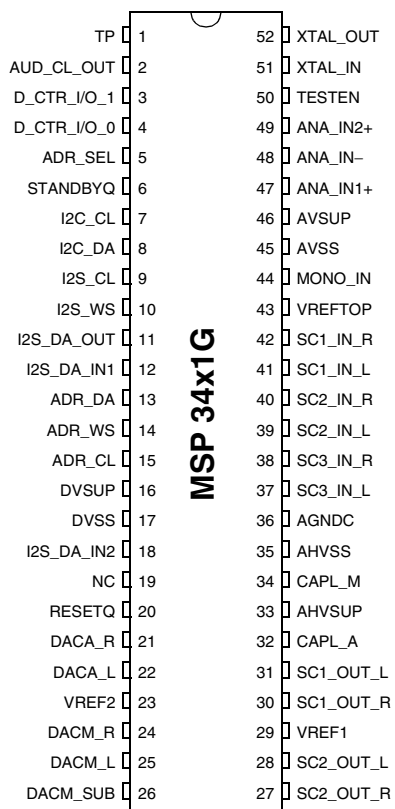 TP 1 52 XTAL_OUT
AUD_CL_OUT 2 51 XTAL_IN
D_CTR_I/O_1 3 50 TESTEN
D_CTR_I/O_0 4 49 ANA_IN2+
ADR_SEL 5 48 ANA_IN−
STANDBYQ 6 47 ANA_IN1+
I2C_CL 7 46 AVSUP
I2C_DA 8 45 AVSS
I2S_CL 9 44 MONO_IN
I2S_WS 10 43 VREFTOP
I2S_DA_OUT 11 42 SC1_IN_R
I2S_DA_IN1 12 41 SC1_IN_L
ADR_DA 13 40 SC2_IN_R
ADR_WS 14 39 SC2_IN_L
ADR_CL 15 38 SC3_IN_R
DVSUP 16 37 SC3_IN_L
DVSS 17 36 AGNDC
I2S_DA_IN2 18 35 AHVSS
NC 19 34 CAPL_M
RESETQ 20 33 AHVSUP
DACA_R 21 32 CAPL_A
DACA_L 22 31 SC1_OUT_L
VREF2 23 30 SC1_OUT_R
DACM_R 24 29 VREF1
DACM_L 25 28 SC2_OUT_L
DACM_SUB 26 27 SC2_OUT_R
MSP 34x1G